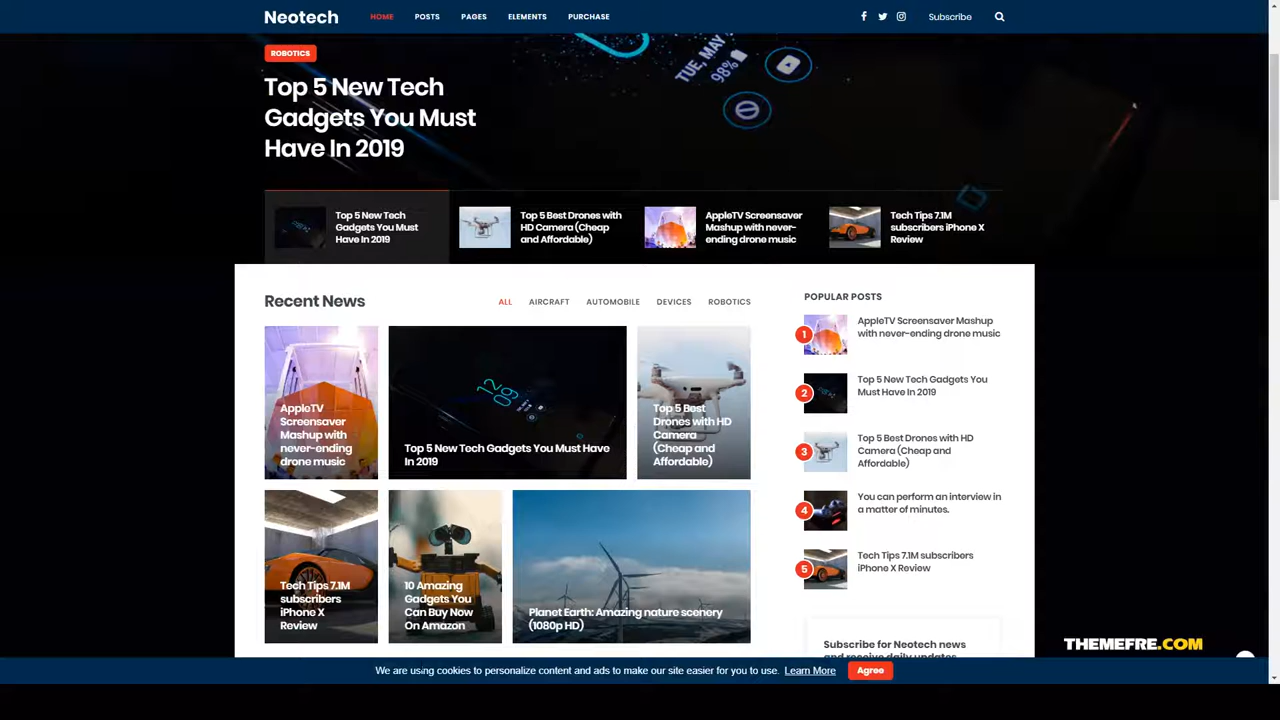 Neotech
HOME
POSTS
PAGES
ELEMENTS
PURCHASE
Subscribe
TUE, MAY
98%
ROBOTICS
Top 5 New Tech
Gadgets You Must
Have In 2019
Top 5 New Tech
Gadgets You Must
Have In 2019
Top 5 Best Drones with
HD Camera (Cheap
and Affordable)
AppleTV Screensaver
Mashup with never-
ending drone music
Tech Tips 7.1M
subscribers iPhone X
Review
Recent News
ALL
AIRCRAFT
AUTOMOBILE
DEVICES
ROBOTICS
AppleTV
Screensaver
Mashup with
never-ending
drone music
12
09
Top 5 New Tech Gadgets You Must Have
In 2019
Top 5 Best
Drones with HD
Camera
(Cheap and
Affordable)
Tech Tips 7.1M
subscribers
iPhone X
Review
10 Amazing
Gadgets You
Can Buy Now
On Amazon
Planet Earth: Amazing nature scenery
(1080p HD)
POPULAR POSTS
1
AppleTV Screensaver Mashup
with never-ending drone music
2
Top 5 New Tech Gadgets You
Must Have In 2019
3
Top 5 Best Drones with HD
Camera (Cheap and
Affordable)
4
You can perform an interview in
a matter of minutes.
5
Tech Tips 7.1M subscribers
iPhone X Review
Subscribe for Neotech news
and receive daily updates
THEMEFRE.COM
We are using cookies to personalize content and ads to make our site easier for you to use. Learn More
Agree